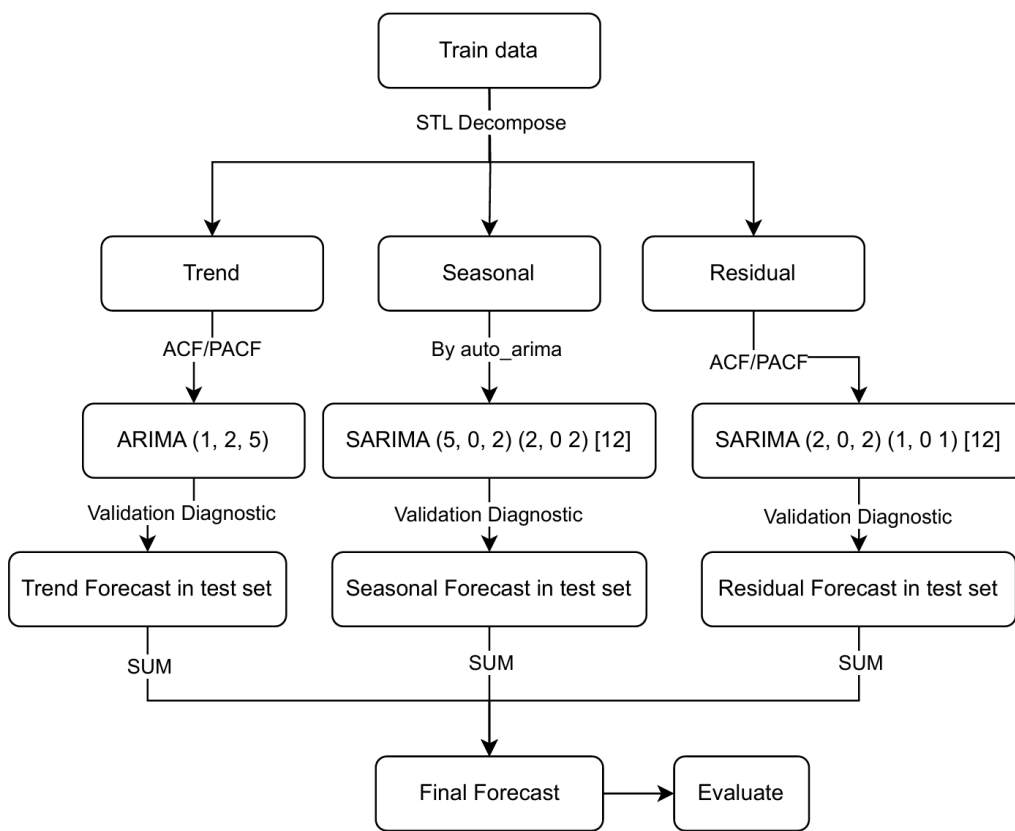 Train data
STL Decompose
Trend
Seasonal
Residual
ACF/PACF
By auto_arima
ACF/PACF
ARIMA (1, 2, 5)
SARIMA (5, 0, 2) (2, 0 2) [12]
SARIMA (2, 0, 2) (1, 0 1) [12]
Validation Diagnostic
Validation Diagnostic
Validation Diagnostic
Trend Forecast in test set
Seasonal Forecast in test set
Residual Forecast in test set
SUM
SUM
SUM
Final Forecast
Evaluate